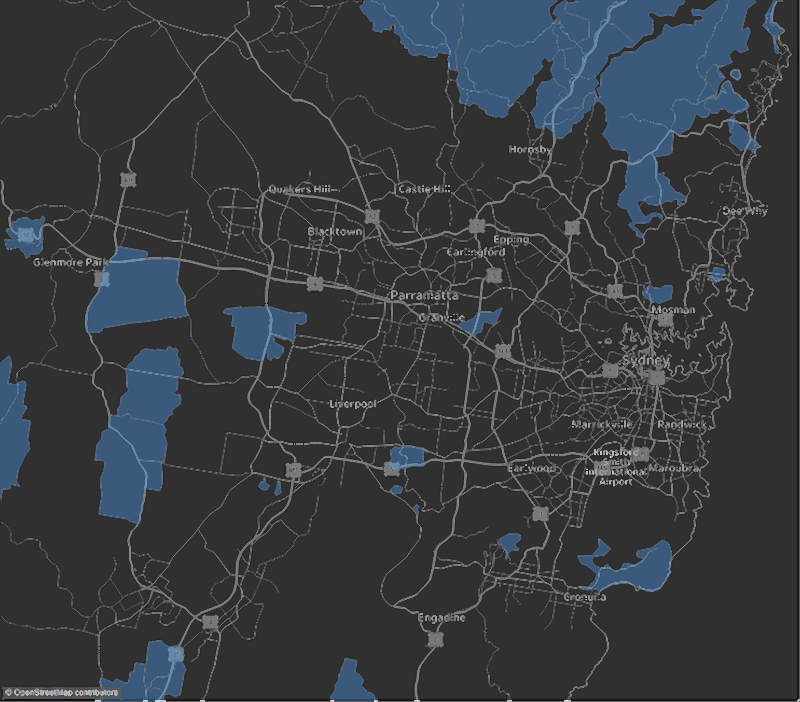 Hornsby
Quakers Hill
Castle Hill
Dee Why
Blacktown
Epping
Carlingford
Glenmore Park
Parramatta
Mosman
Granville
Sydney
Liverpool
Marrickville
Randwick
Kingsford
Smith
International
Airport
Earlwood
Maroubra
Cronulla
Engadine
© OpenStreetMap contributors